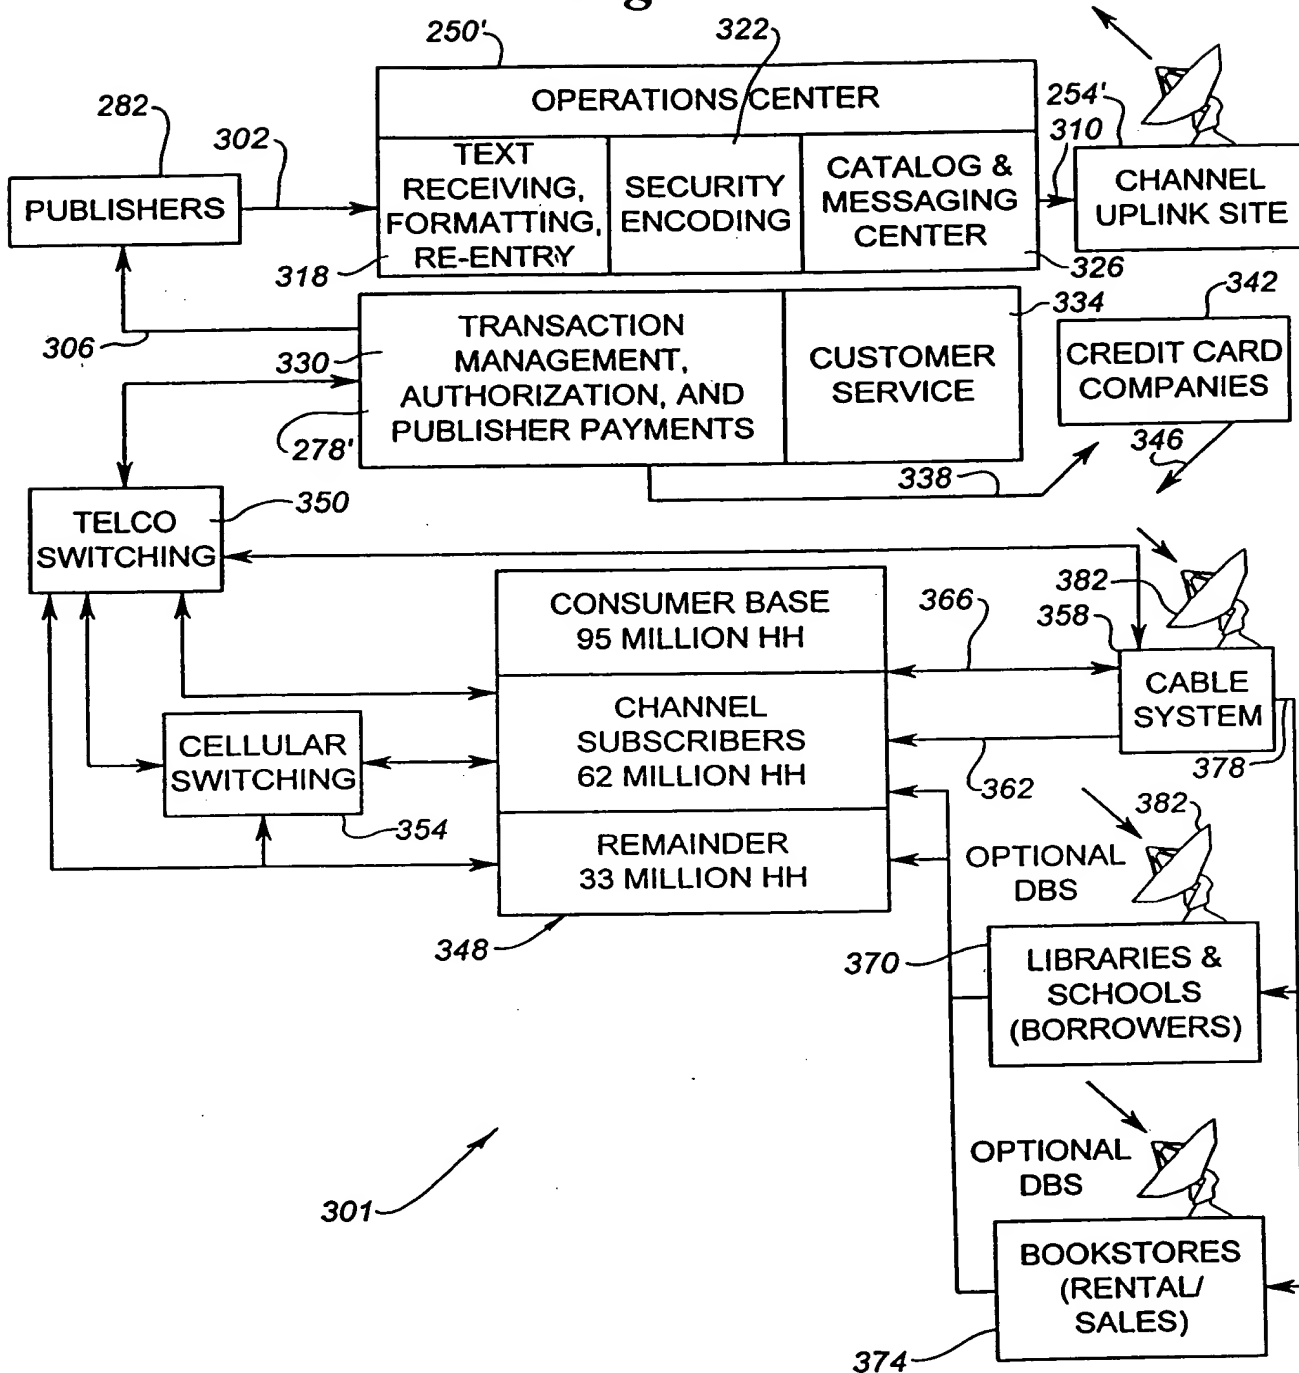 g
250'
322
OPERATIONS CENTER
254'
282
302
310
PUBLISHERS
TEXT
RECEIVING,
FORMATTING,
RE-ENTRY
SECURITY
ENCODING
CATALOG &
MESSAGING
CENTER
CHANNEL
UPLINK SITE
318
326
306
330
TRANSACTION
MANAGEMENT,
AUTHORIZATION, AND
PUBLISHER PAYMENTS
278'
CUSTOMER
SERVICE
334
342
CREDIT CARD
COMPANIES
346
338
TELCO
SWITCHING
350
CONSUMER BASE
95 MILLION HH
366
382
358
CABLE
SYSTEM
CHANNEL
SUBSCRIBERS
62 MILLION HH
CELLULAR
SWITCHING
354
362
378
382
REMAINDER
33 MILLION HH
348
OPTIONAL
DBS
370
LIBRARIES &
SCHOOLS
(BORROWERS)
301
OPTIONAL
DBS
BOOKSTORES
(RENTAL/
SALES)
374